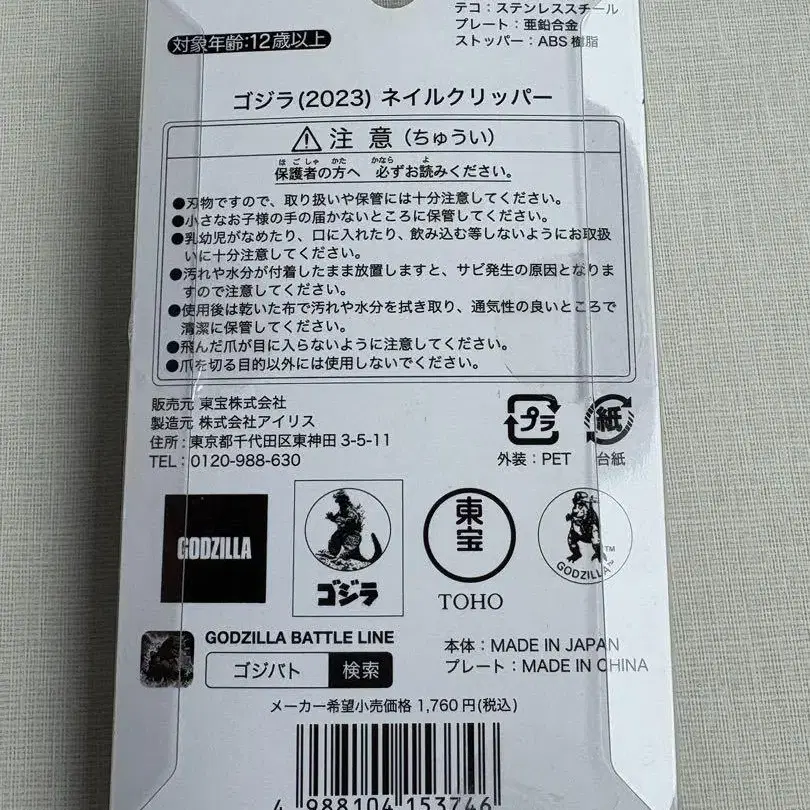 テコ：ステンレススチール
プレート：亜鉛合金
ストッパー：ABS樹脂
対象年齢:12歳以上
ゴジラ(2023) ネイルクリッパー
注意（ちゅうい）
保護者の方へ 必ずお読みください。
ほごしゃ かた かなら よ
●刃物ですので、取り扱いや保管には十分注意してください。
●小さなお子様の手の届かないところに保管してください。
●乳幼児がなめたり、口に入れたり、飲み込む等しないようにお取扱
いに十分注意してください。
●汚れや水分が付着したまま放置しますと、サビ発生の原因となりま
すので注意してください。
●使用後は乾いた布で汚れや水分を拭き取り、通気性の良いところで
清潔に保管してください。
●飛んだ爪が目に入らないように注意してください。
●爪を切る目的以外には使用しないでください。
販売元 東宝株式会社
製造元 株式会社アイリス
住所：東京都千代田区東神田 3-5-11
TEL：0120-988-630
プラ
紙
外装：PET
台紙
GODZILLA
ゴジラ
東宝
TOHO
GODZILLA™
TM
GODZILLA BATTLE LINE
ゴジバト 検索
本体：MADE IN JAPAN
プレート：MADE IN CHINA
メーカー希望小売価格 1,760円(税込)
4 988104 153746